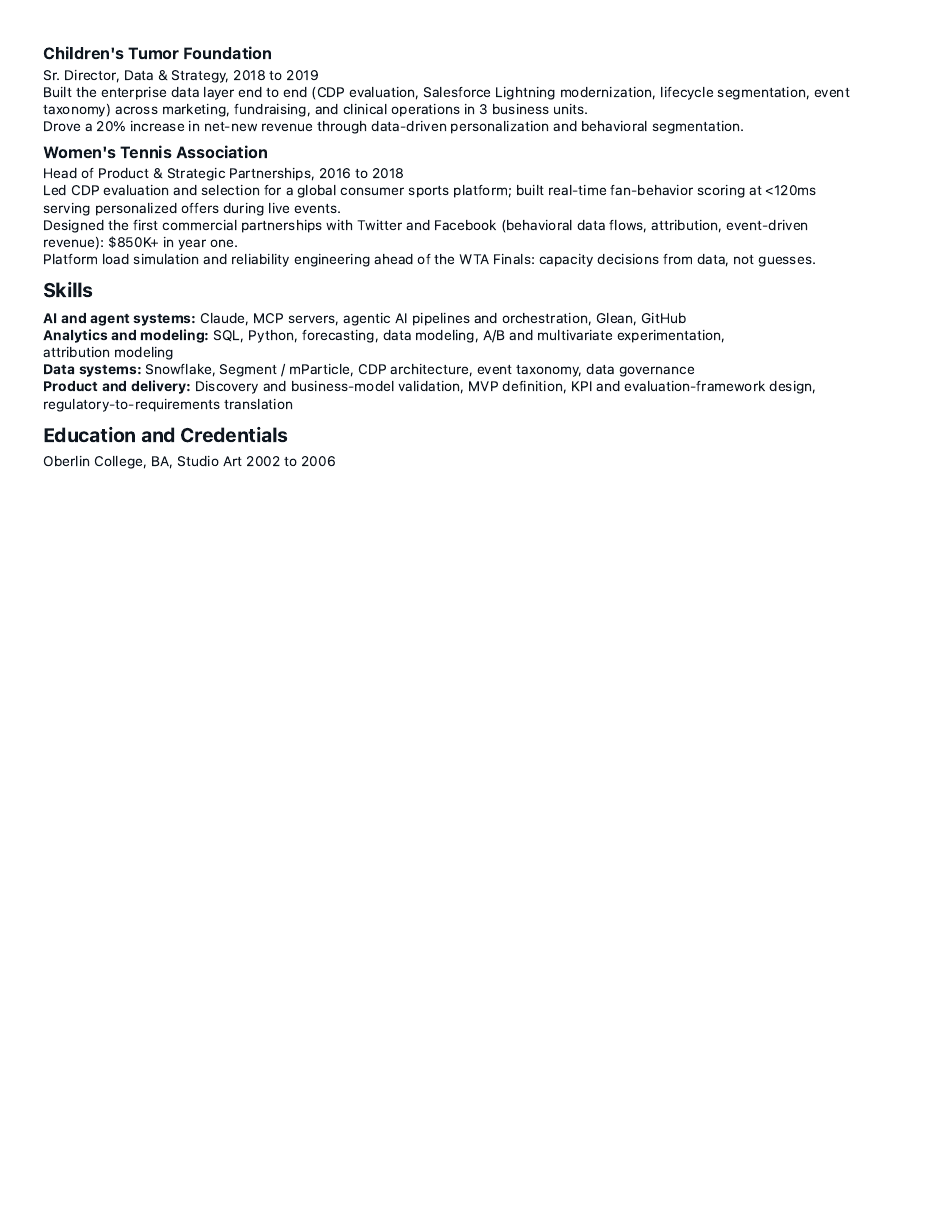 Children's Tumor Foundation
Sr. Director, Data & Strategy, 2018 to 2019
Built the enterprise data layer end to end (CDP evaluation, Salesforce Lightning modernization, lifecycle segmentation, event
taxonomy) across marketing, fundraising, and clinical operations in 3 business units.
Drove a 20% increase in net-new revenue through data-driven personalization and behavioral segmentation.
Women's Tennis Association
Head of Product & Strategic Partnerships, 2016 to 2018
Led CDP evaluation and selection for a global consumer sports platform; built real-time fan-behavior scoring at <120ms
serving personalized offers during live events.
Designed the first commercial partnerships with Twitter and Facebook (behavioral data flows, attribution, event-driven
revenue): $850K+ in year one.
Platform load simulation and reliability engineering ahead of the WTA Finals: capacity decisions from data, not guesses.
Skills
AI and agent systems: Claude, MCP servers, agentic AI pipelines and orchestration, Glean, GitHub
Analytics and modeling: SQL, Python, forecasting, data modeling, A/B and multivariate experimentation,
attribution modeling
Data systems: Snowflake, Segment / mParticle, CDP architecture, event taxonomy, data governance
Product and delivery: Discovery and business-model validation, MVP definition, KPI and evaluation-framework design,
regulatory-to-requirements translation
Education and Credentials
Oberlin College, BA, Studio Art 2002 to 2006